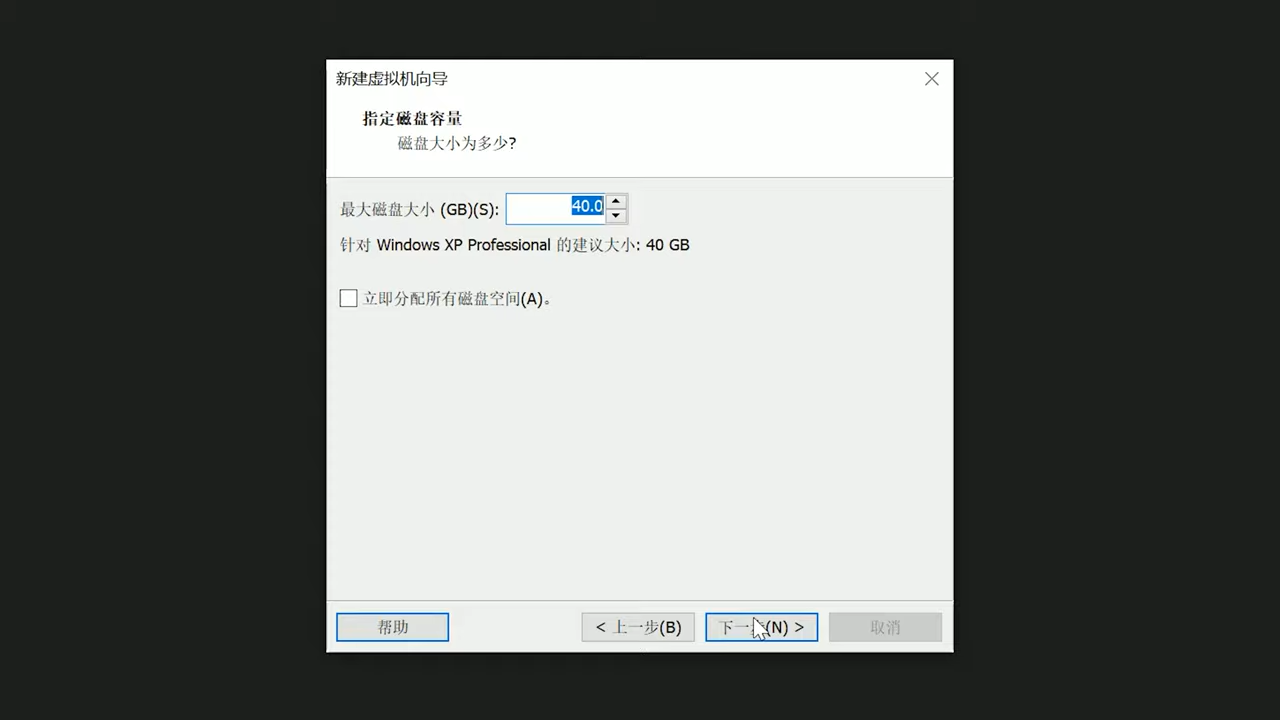 新建虚拟机向导
指定磁盘容量
磁盘大小为多少?
最大磁盘大小 (GB)(S): 40.0
针对 Windows XP Professional 的建议大小: 40 GB
立即分配所有磁盘空间(A)。
帮助 < 上一步(B) 下一步(N) > 取消